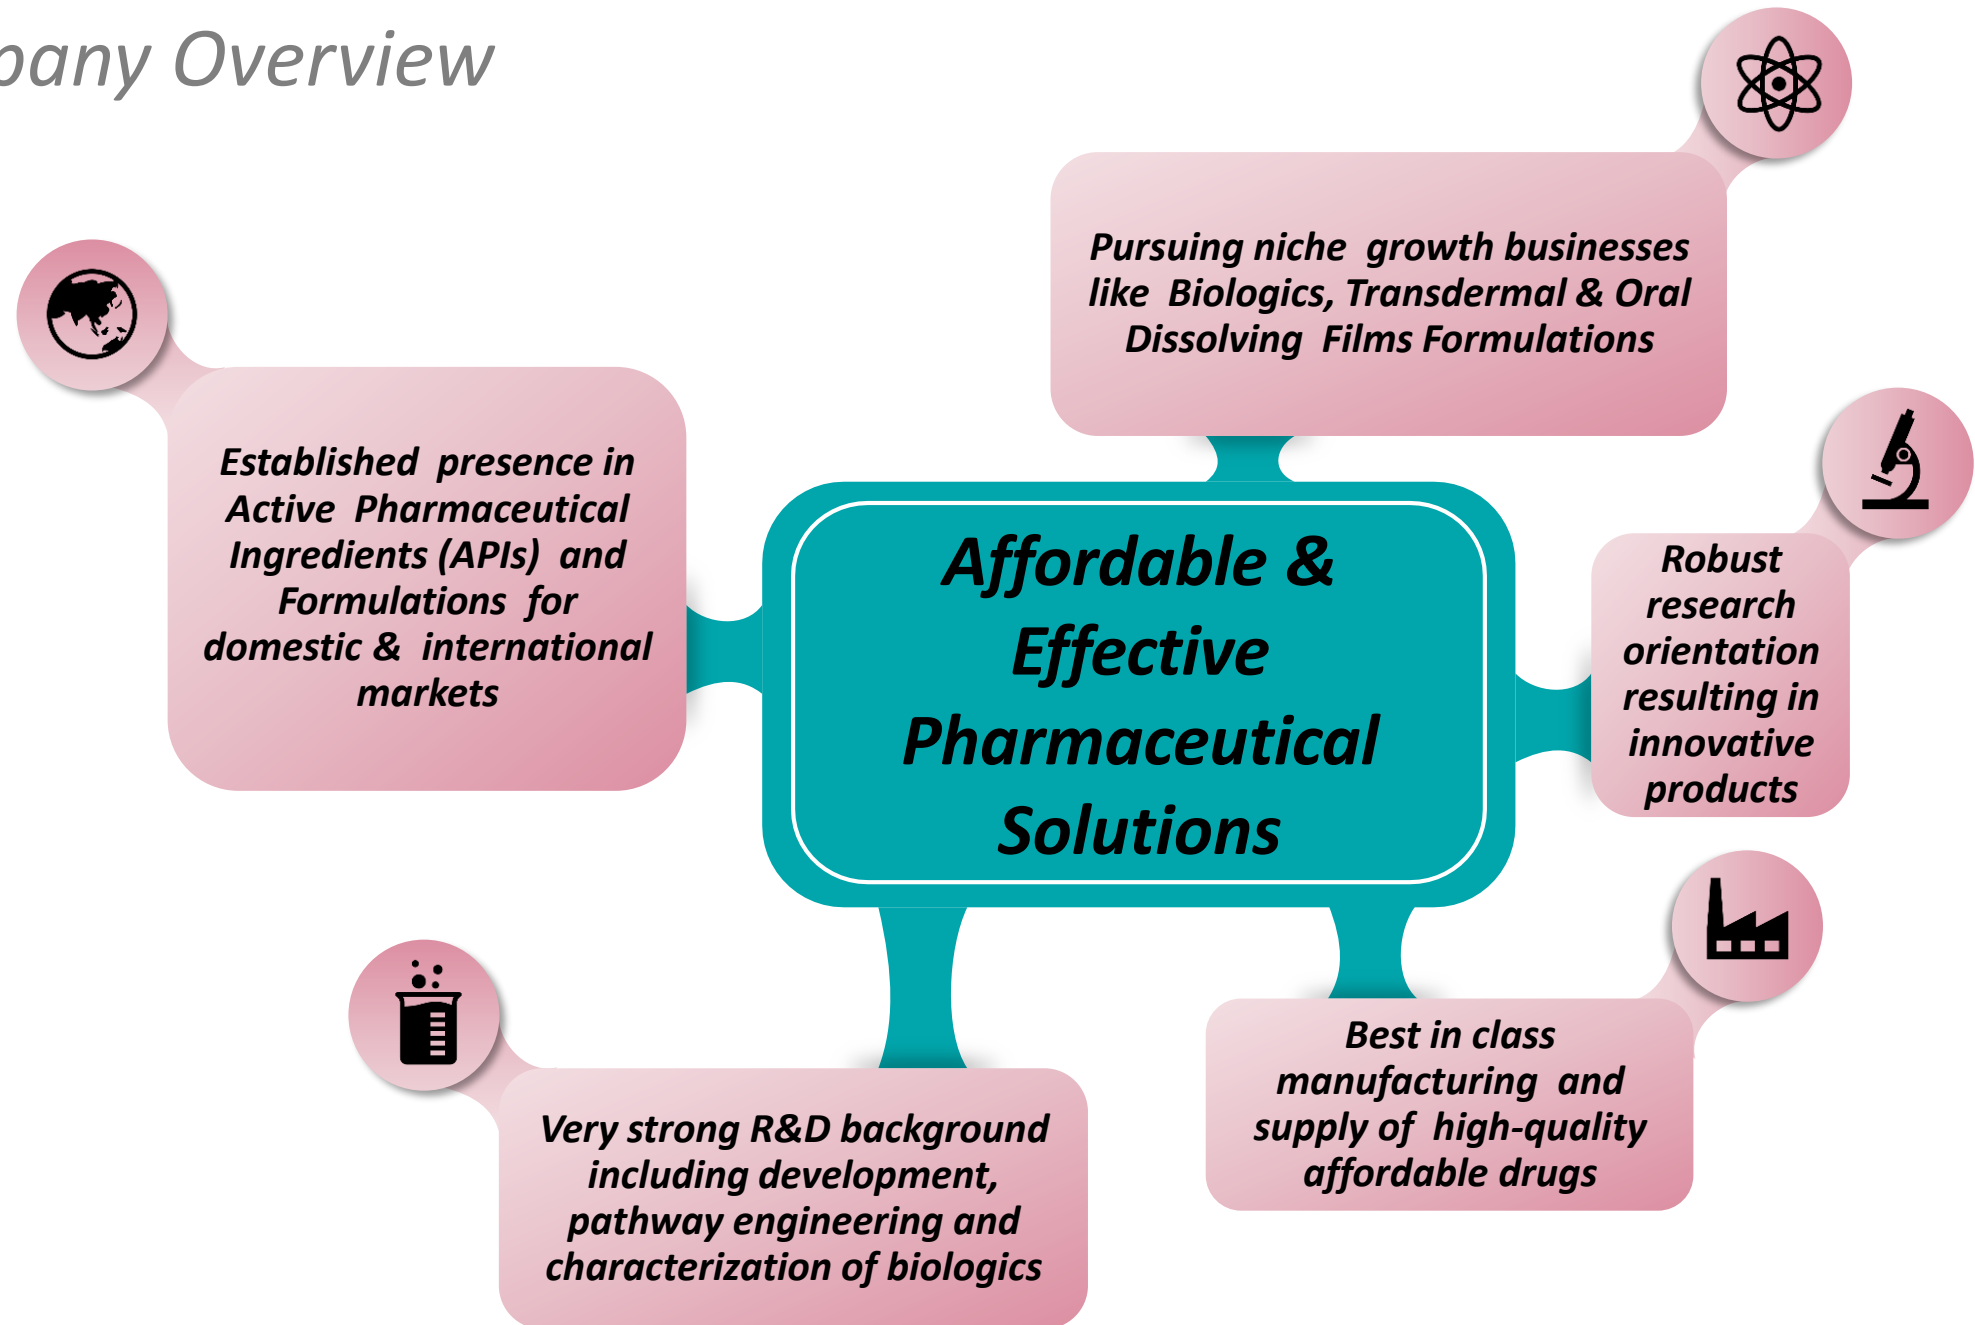 pany Overview
Pursuing niche growth businesses
like Biologics, Transdermal & Oral
Dissolving Films Formulations
Established presence in
Active Pharmaceutical
Ingredients (APIs) and
Formulations for
domestic & international
markets
Affordable &
Effective
Pharmaceutical
Solutions
Robust
research
orientation
resulting in
innovative
products
Very strong R&D background
including development,
pathway engineering and
characterization of biologics
Best in class
manufacturing and
supply of high-quality
affordable drugs